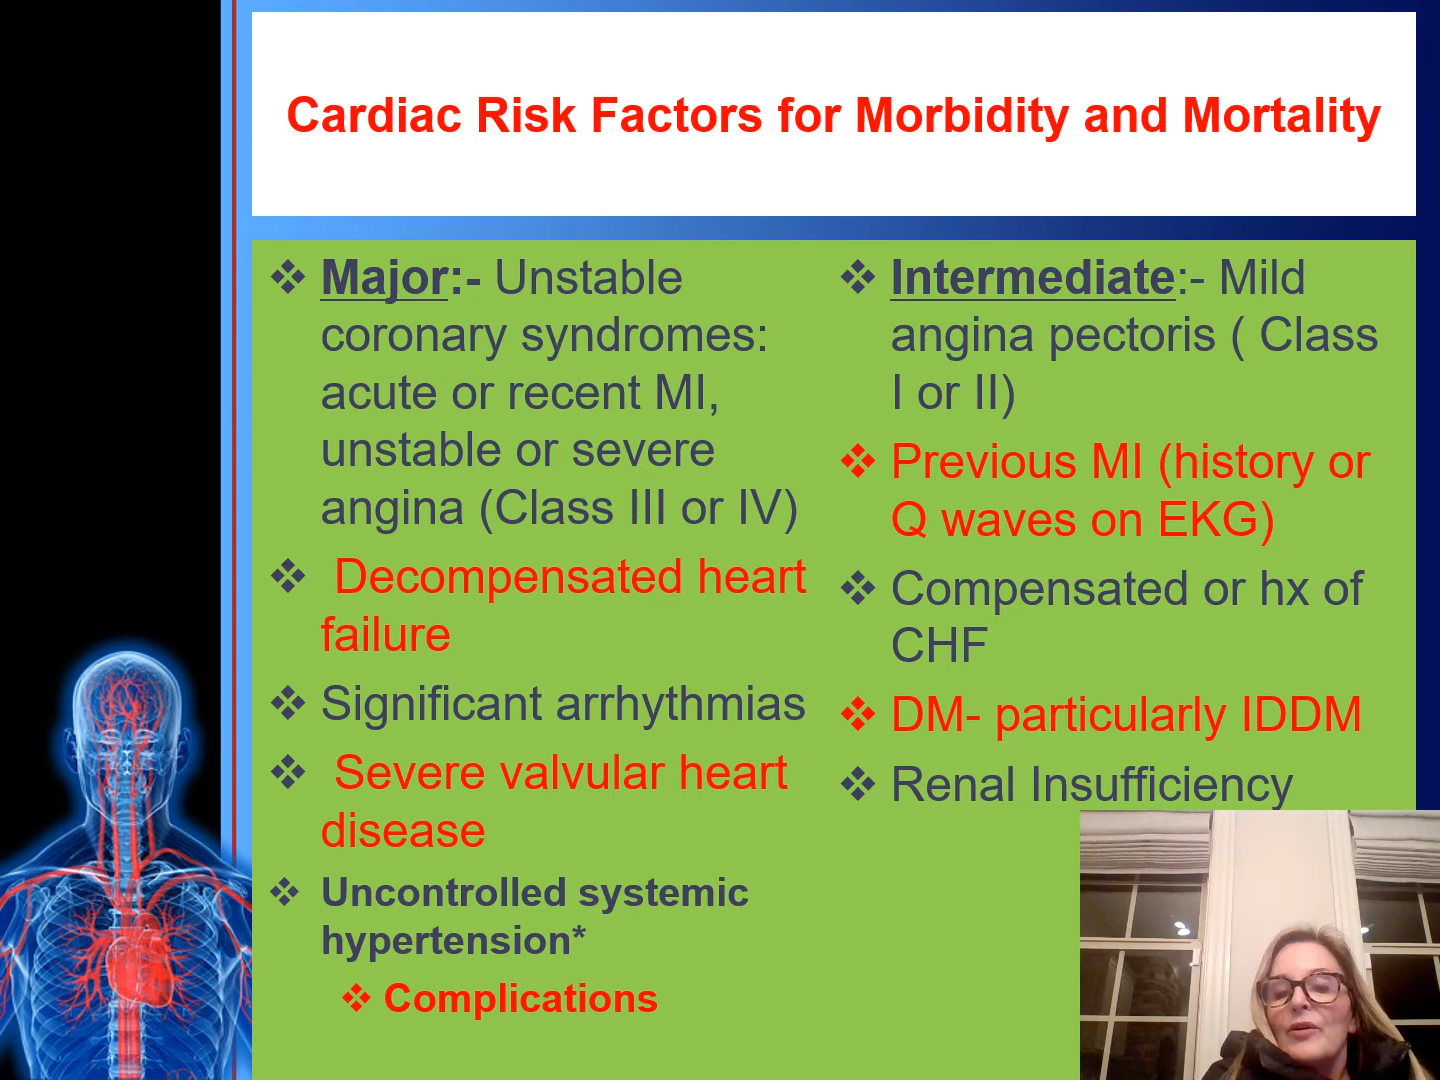 Cardiac Risk Factors for Morbidity and Mortality
❖ Major:- Unstable
coronary syndromes:
acute or recent MI,
unstable or severe
angina (Class III or IV)
❖ Decompensated heart
failure
❖ Significant arrhythmias
❖ Severe valvular heart
disease
❖ Uncontrolled systemic
hypertension*
❖ Complications
❖ Intermediate:- Mild
angina pectoris ( Class
I or II)
❖ Previous MI (history or
Q waves on EKG)
❖ Compensated or hx of
CHF
❖ DM- particularly IDDM
❖ Renal Insufficiency